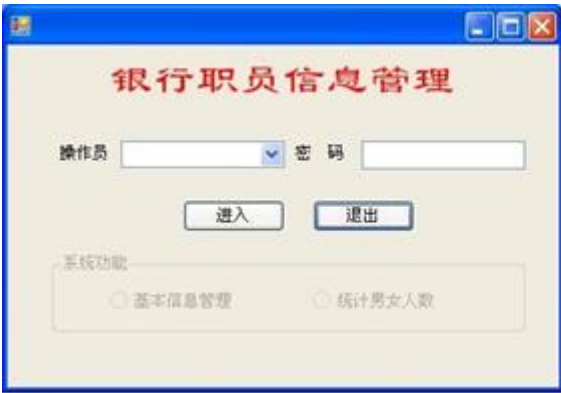 银行职员信息管理
操作员 密 码
进入 退出
系统功能
基本信息管理 统计男女人数